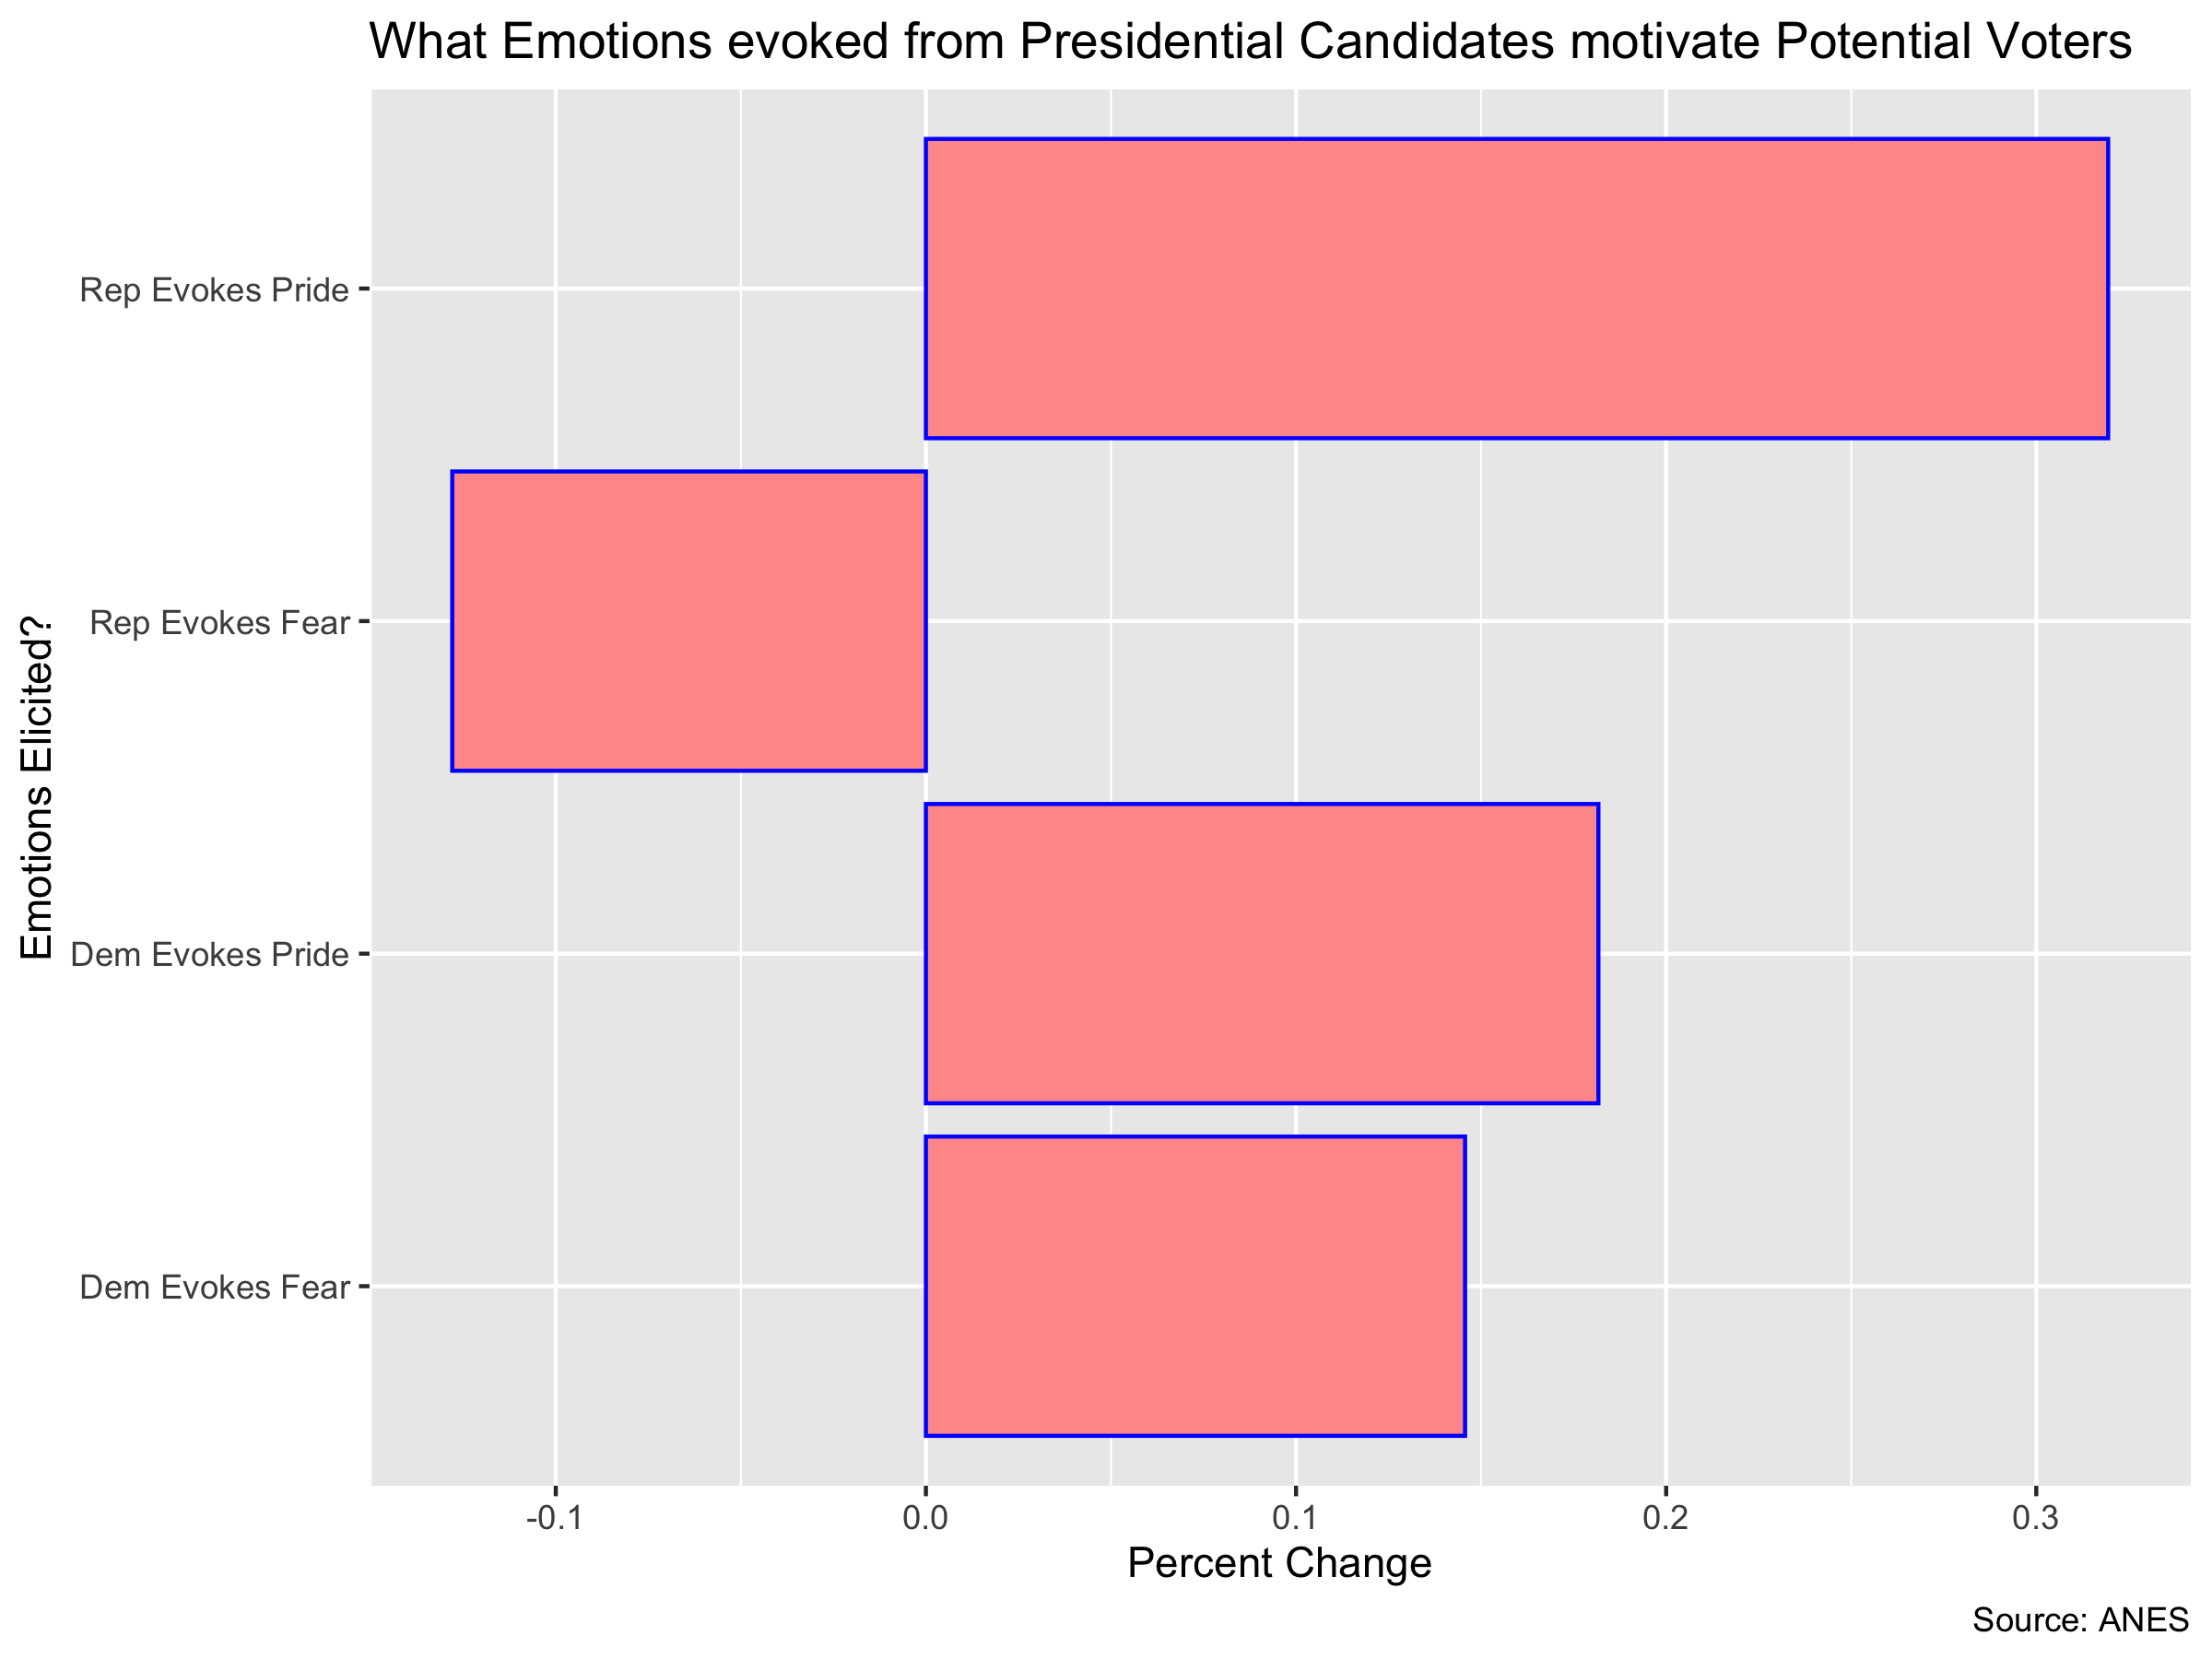 What Emotions evoked from Presidential Candidates motivate Potential Voters
Emotions Elicited?
Rep Evokes Pride
Rep Evokes Fear
Dem Evokes Pride
Dem Evokes Fear
-0.1 0.0 0.1 0.2 0.3
Percent Change
Source: ANES